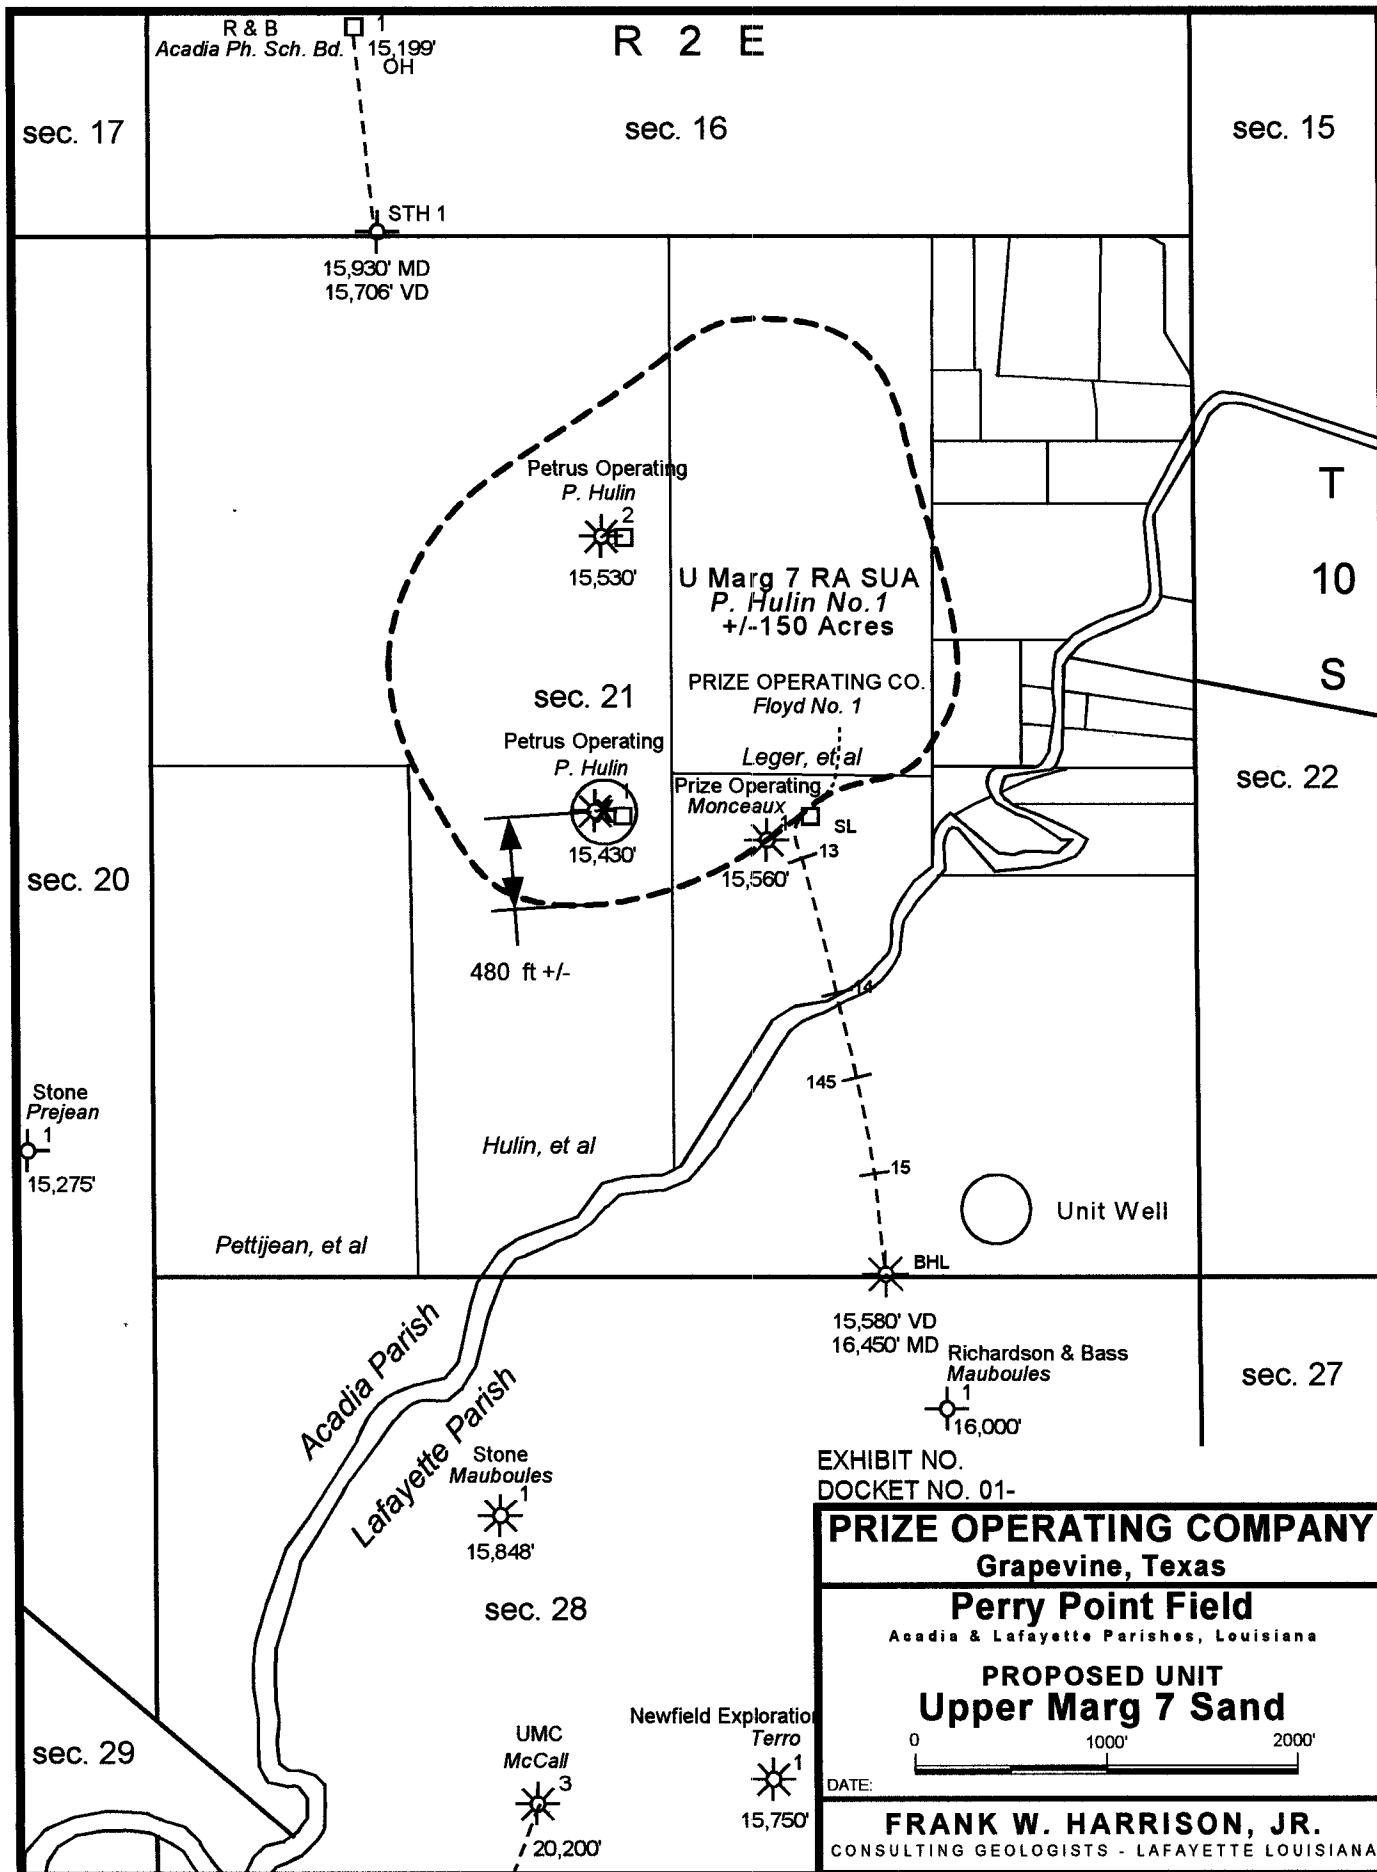 R & B
Acadia Ph. Sch. Bd.
1
15,199'
OH
R 2 E
sec. 17
sec. 16
sec. 15
STH 1
15,930' MD
15,706' VD
T
10
S
Petrus Operating
P. Hulin
2
15,530'
U Marg 7 RA SUA
P. Hulin No.1
+/-150 Acres
sec. 21
PRIZE OPERATING CO.
Floyd No. 1
Petrus Operating
P. Hulin
1
15,430'
Leger, et al
Prize Operating
Monceaux
1
SL
13
15,560'
sec. 22
sec. 20
480 ft +/-
14
145
Stone
Prejean
1
15,275'
Hulin, et al
15
Unit Well
Pettijean, et al
BHL
15,580' VD
16,450' MD
Acadia Parish
Lafayette Parish
Richardson & Bass
Mauboules
1
16,000'
sec. 27
Stone
Mauboules
1
15,848'
sec. 28
sec. 29
UMC
McCall
3
20,200'
Newfield Exploratio
Terro
1
15,750'
EXHIBIT NO.
DOCKET NO. 01-
PRIZE OPERATING COMPANY
Grapevine, Texas
Perry Point Field
Acadia & Lafayette Parishes, Louisiana
PROPOSED UNIT
Upper Marg 7 Sand
0 1000' 2000'
DATE:
FRANK W. HARRISON, JR.
CONSULTING GEOLOGISTS - LAFAYETTE LOUISIANA